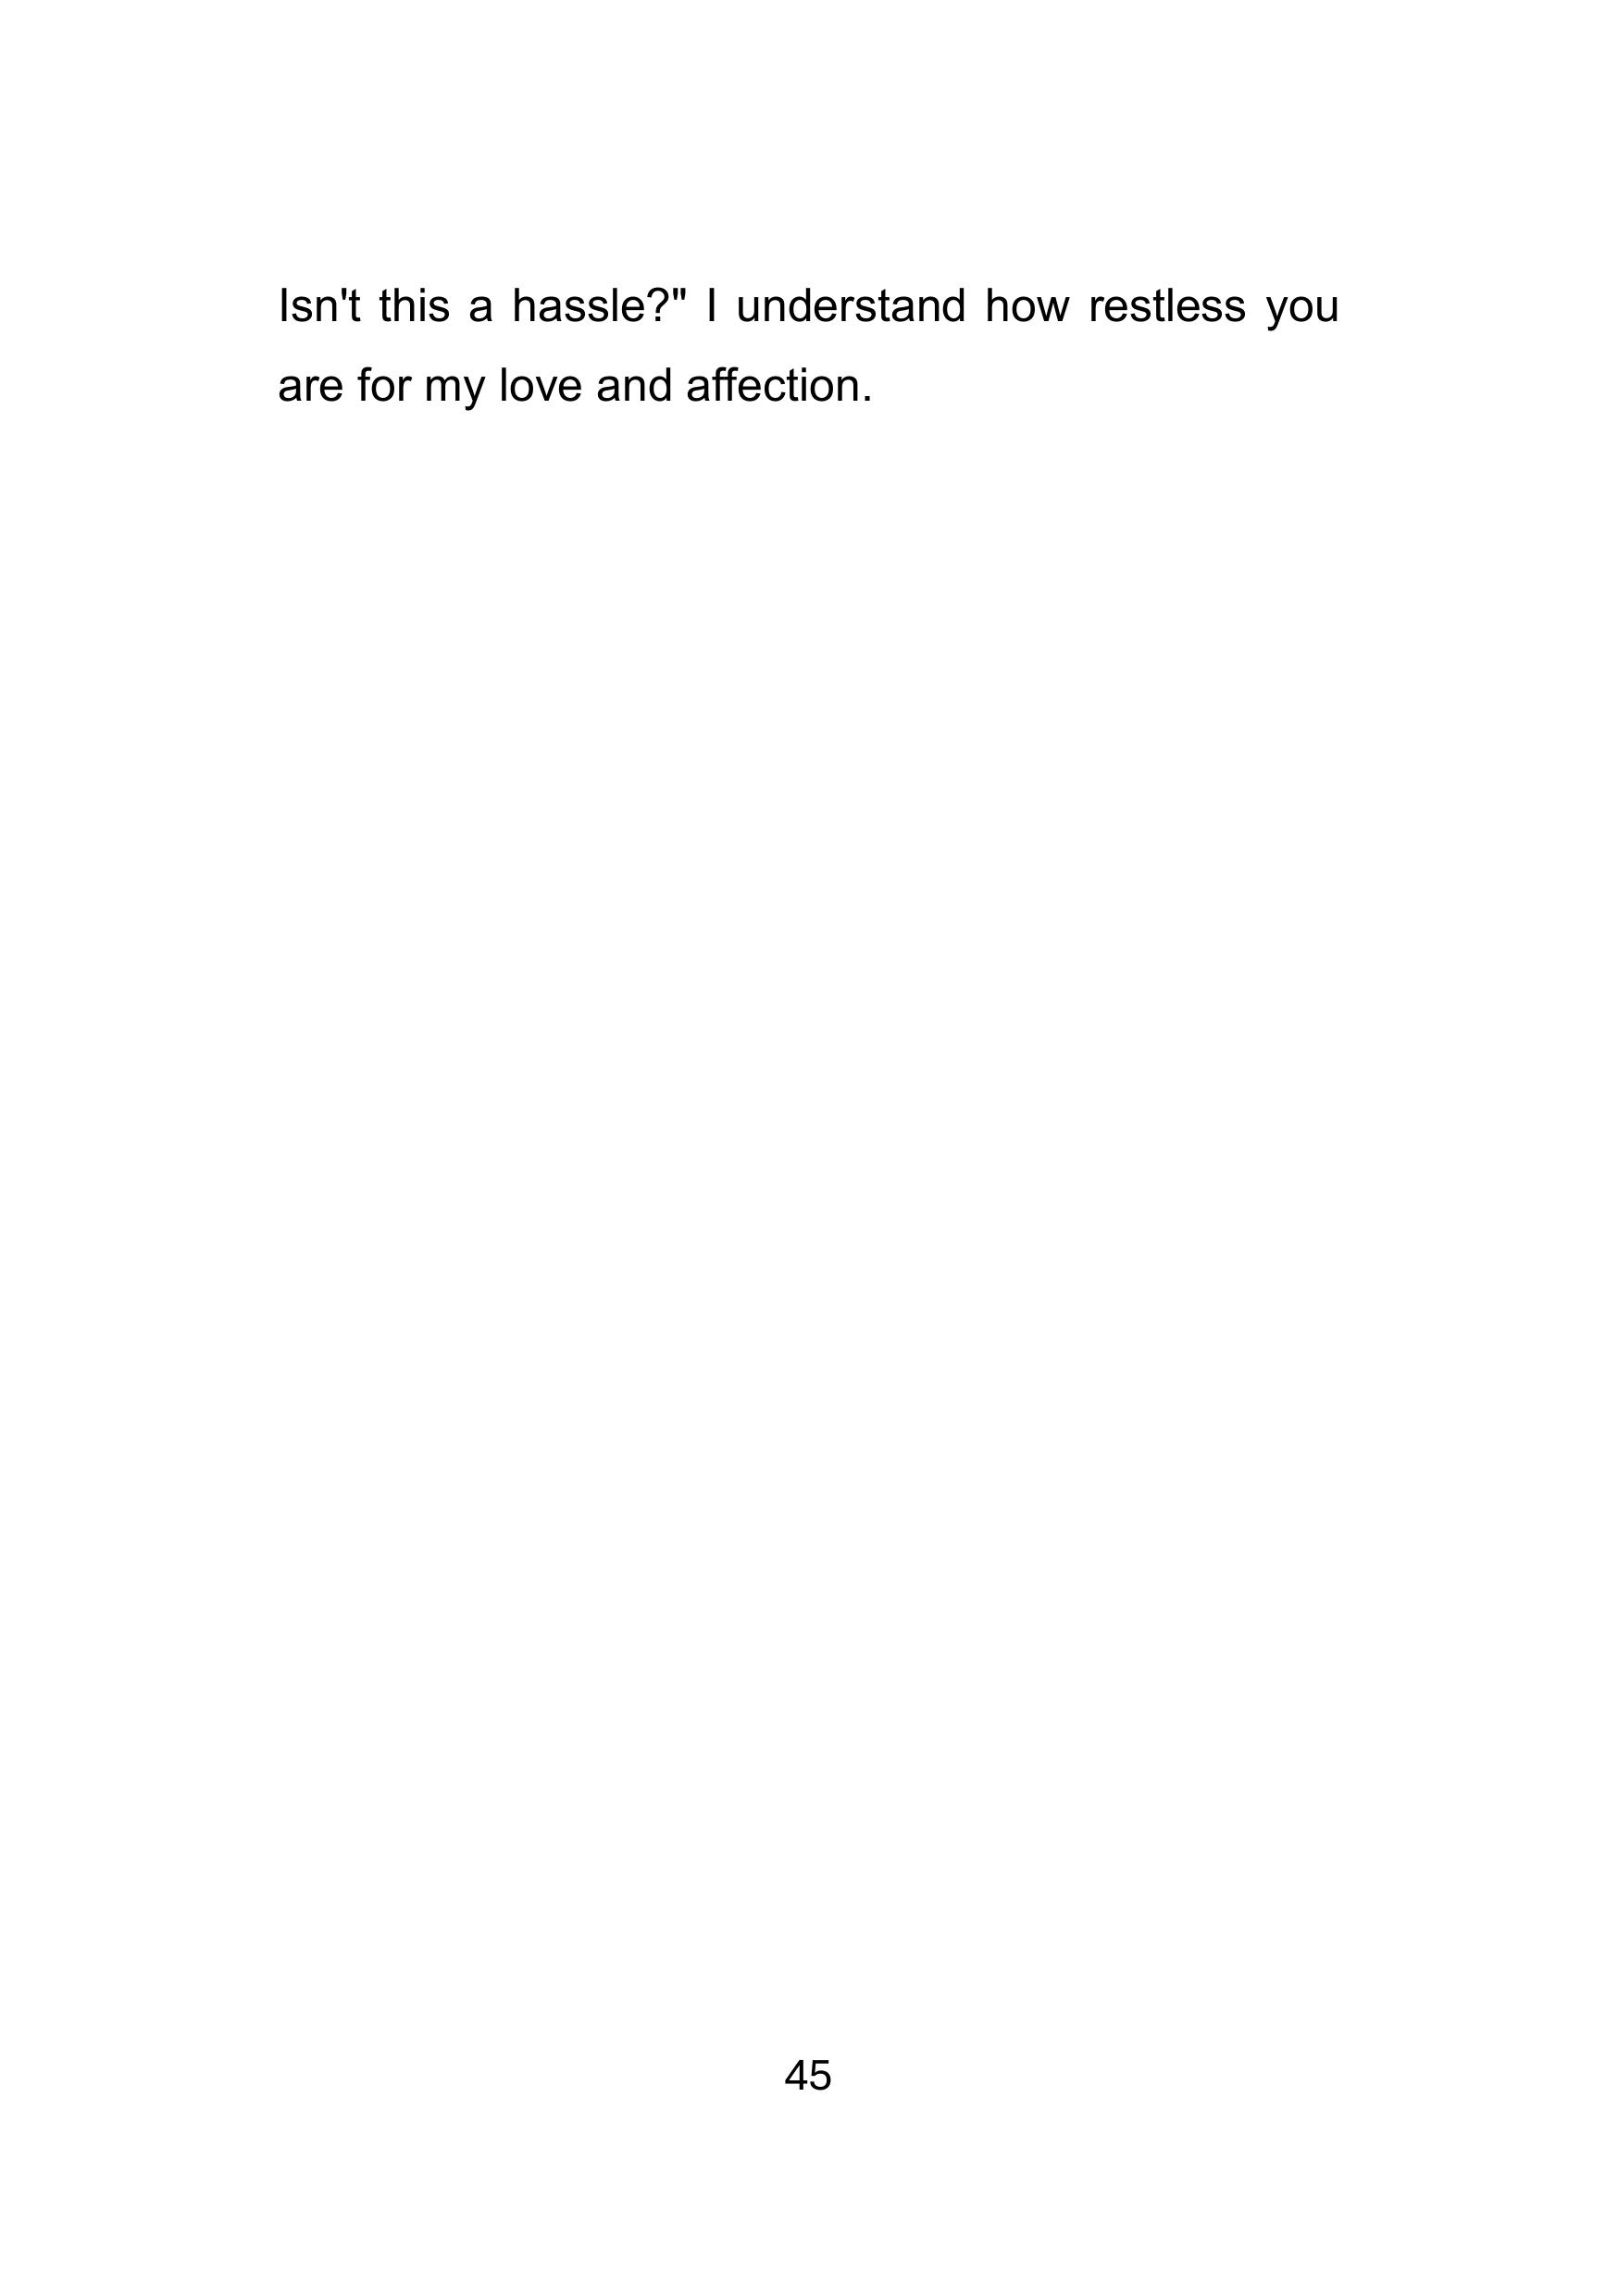 Isn't this a hassle?" I understand how restless you
are for my love and affection.
45